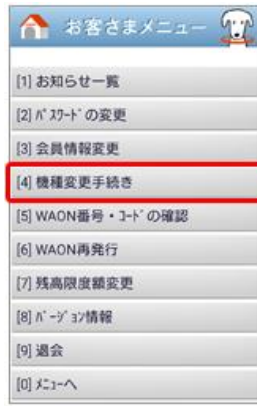 お客さまメニュー
[1] お知らせ一覧
[2] ﾊﾟｽﾜｰﾄﾞの変更
[3] 会員情報変更
[4] 機種変更手続き
[5] WAON番号・ｺｰﾄﾞの確認
[6] WAON再発行
[7] 残高限度額変更
[8] ﾊﾞｰｼﾞｮﾝ情報
[9] 退会
[0] ﾒﾆｭｰへ